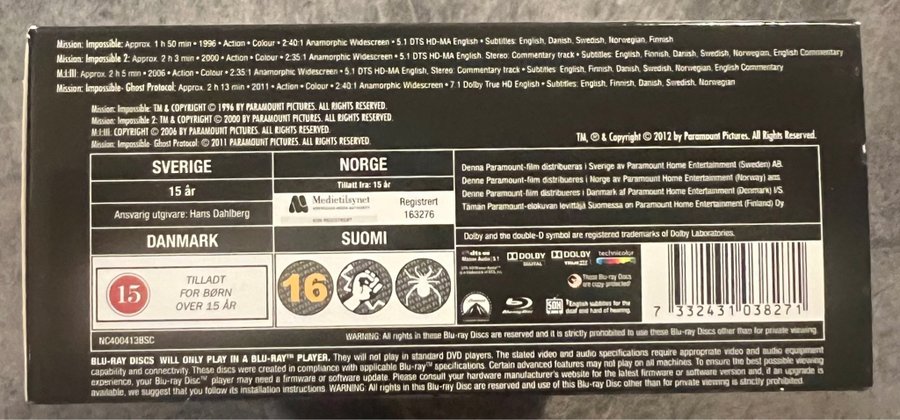 Mission: Impossible: Approx. 1 h 50 min • 1996 • Action • Colour • 2:40:1 Anamorphic Widescreen • 5.1 DTS HD-MA English • Subtitles: English, Danish, Swedish, Norwegian, Finnish
Mission: Impossible 2: Approx. 2 h 3 min • 2000 • Action • Colour • 2:35:1 Anamorphic Widescreen • 5.1 DTS HD-MA English, Stereo: Commentary track • Subtitles: English, Finnish, Danish, Swedish, Norwegian, English Commentary
M:I:III: Approx. 2 h 5 min • 2006 • Action • Colour • 2:35:1 Anamorphic Widescreen • 5.1 DTS HD-MA English, Stereo: Commentary track • Subtitles: English, Finnish, Danish, Swedish, Norwegian, English Commentary
Mission: Impossible- Ghost Protocol: Approx. 2 h 13 min • 2011 • Action • Colour • 2:40:1 Anamorphic Widescreen • 7.1 Dolby True HD English • Subtitles: English, Finnish, Danish, Swedish, Norwegian
Mission: Impossible: TM & COPYRIGHT © 1996 BY PARAMOUNT PICTURES. ALL RIGHTS RESERVED.
Mission: Impossible 2: TM & COPYRIGHT © 2000 BY PARAMOUNT PICTURES. ALL RIGHTS RESERVED.
M:I:III: COPYRIGHT © 2006 BY PARAMOUNT PICTURES. ALL RIGHTS RESERVED.
Mission: Impossible- Ghost Protocol: © 2011 PARAMOUNT PICTURES. ALL RIGHTS RESERVED.
TM, ® & Copyright © 2012 by Paramount Pictures. All Rights Reserved.
SVERIGE
15 år
Ansvarig utgivare: Hans Dahlberg
NORGE
Tillatt fra: 15 år
Medietilsynet
NORWEGIAN MEDIA AUTHORITY
Registrert
163276
DANMARK
15
TILLADT
FOR BØRN
OVER 15 ÅR
SUOMI
16
Denna Paramount-film distribueras i Sverige av Paramount Home Entertainment (Sweden) AB.
Denne Paramount-film distribueres i Norge av Paramount Home Entertainment (Norway) ans.
Denne Paramount-film distribueres i Danmark af Paramount Home Entertainment (Denmark) I/S.
Tämän Paramount-elokuvan levittäjä Suomessa on Paramount Home Entertainment (Finland) Oy
Dolby and the double-D symbol are registered trademarks of Dolby Laboratories.
dts-HD
Master Audio 5.1
DOLBY
DIGITAL
DOLBY
TRUEHD
technicolor
These Blu-ray Discs
are copy protected
Paramount
Blu-ray Disc
SDH
English subtitles for the
deaf and hard of hearing.
7 332431 038271
NC400413BSC
WARNING: All rights in these Blu-ray Discs are reserved and it is strictly prohibited to use these Blu-ray Discs other than for private viewing.
BLU-RAY DISCS WILL ONLY PLAY IN A BLU-RAY™ PLAYER. They will not play in standard DVD players. The stated video and audio specifications require appropriate video and audio equipment
capability and connectivity. These discs were created in compliance with applicable Blu-ray™ specifications. Certain advanced features may not play on all machines. To ensure the best possible viewing
experience, your Blu-ray Disc™ player may need a firmware or software update. Please consult your hardware manufacturer's website for the latest firmware or software version and, if an upgrade is
available, we suggest that you follow its installation instructions. WARNING: All rights in this Blu-ray Disc are reserved and use of this Blu-ray Disc other than for private viewing is strictly prohibited.